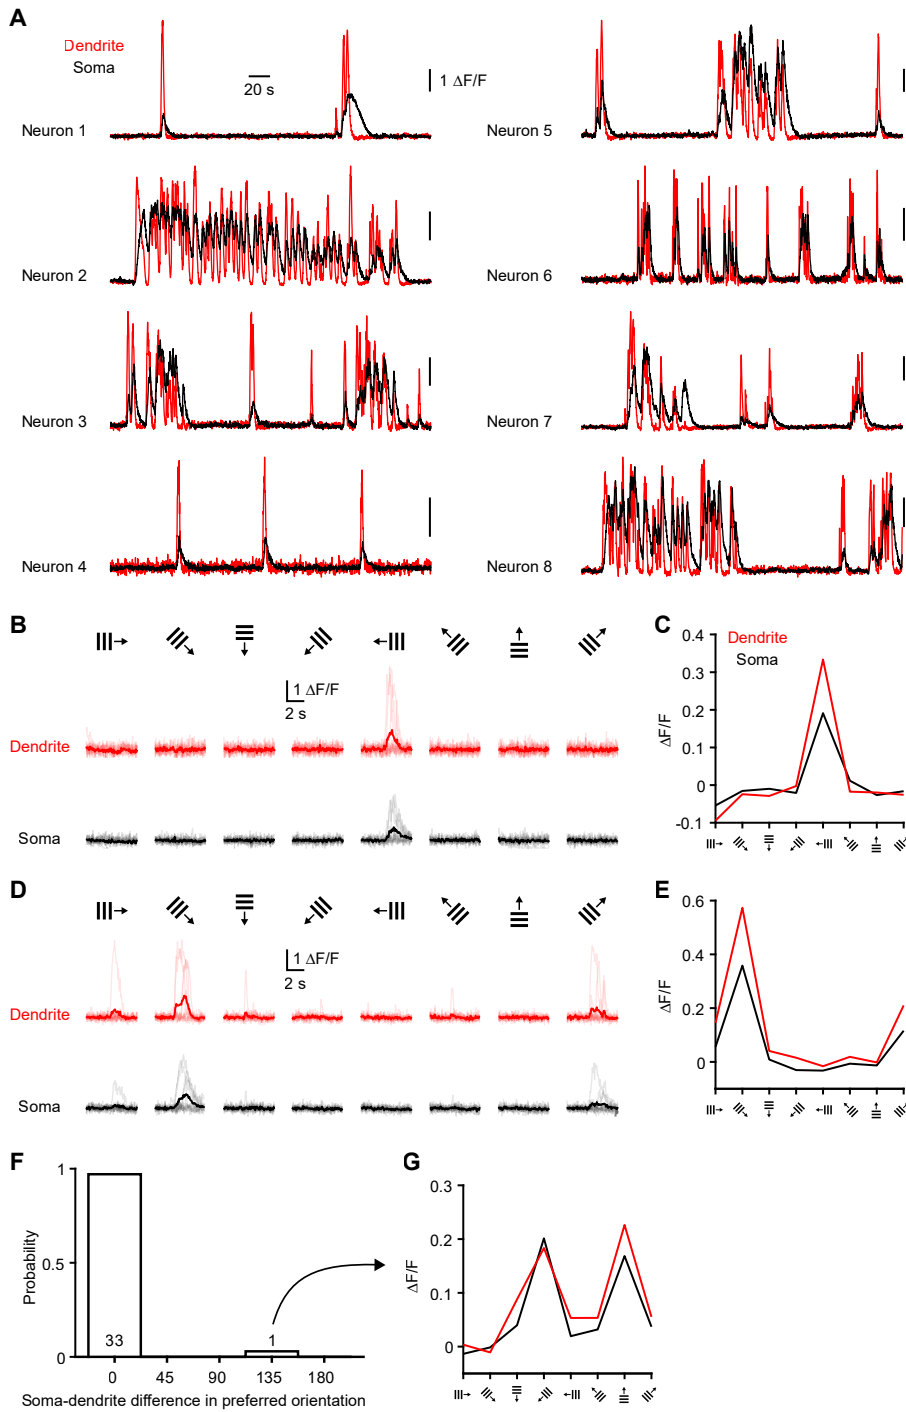 A
Dendrite
Soma
20 s
1 ΔF/F
Neuron 1
Neuron 5
Neuron 2
Neuron 6
Neuron 3
Neuron 7
Neuron 4
Neuron 8
B
1 ΔF/F
2 s
Dendrite
Soma
C
0.4
Dendrite
Soma
0.3
0.2
0.1
0
-0.1
ΔF/F
D
1 ΔF/F
2 s
Dendrite
Soma
E
0.6
0.4
0.2
0
ΔF/F
F
1
0.5
0
Probability
33
1
0 45 90 135 180
Soma-dendrite difference in preferred orientation
G
0.3
0.2
0.1
0
ΔF/F